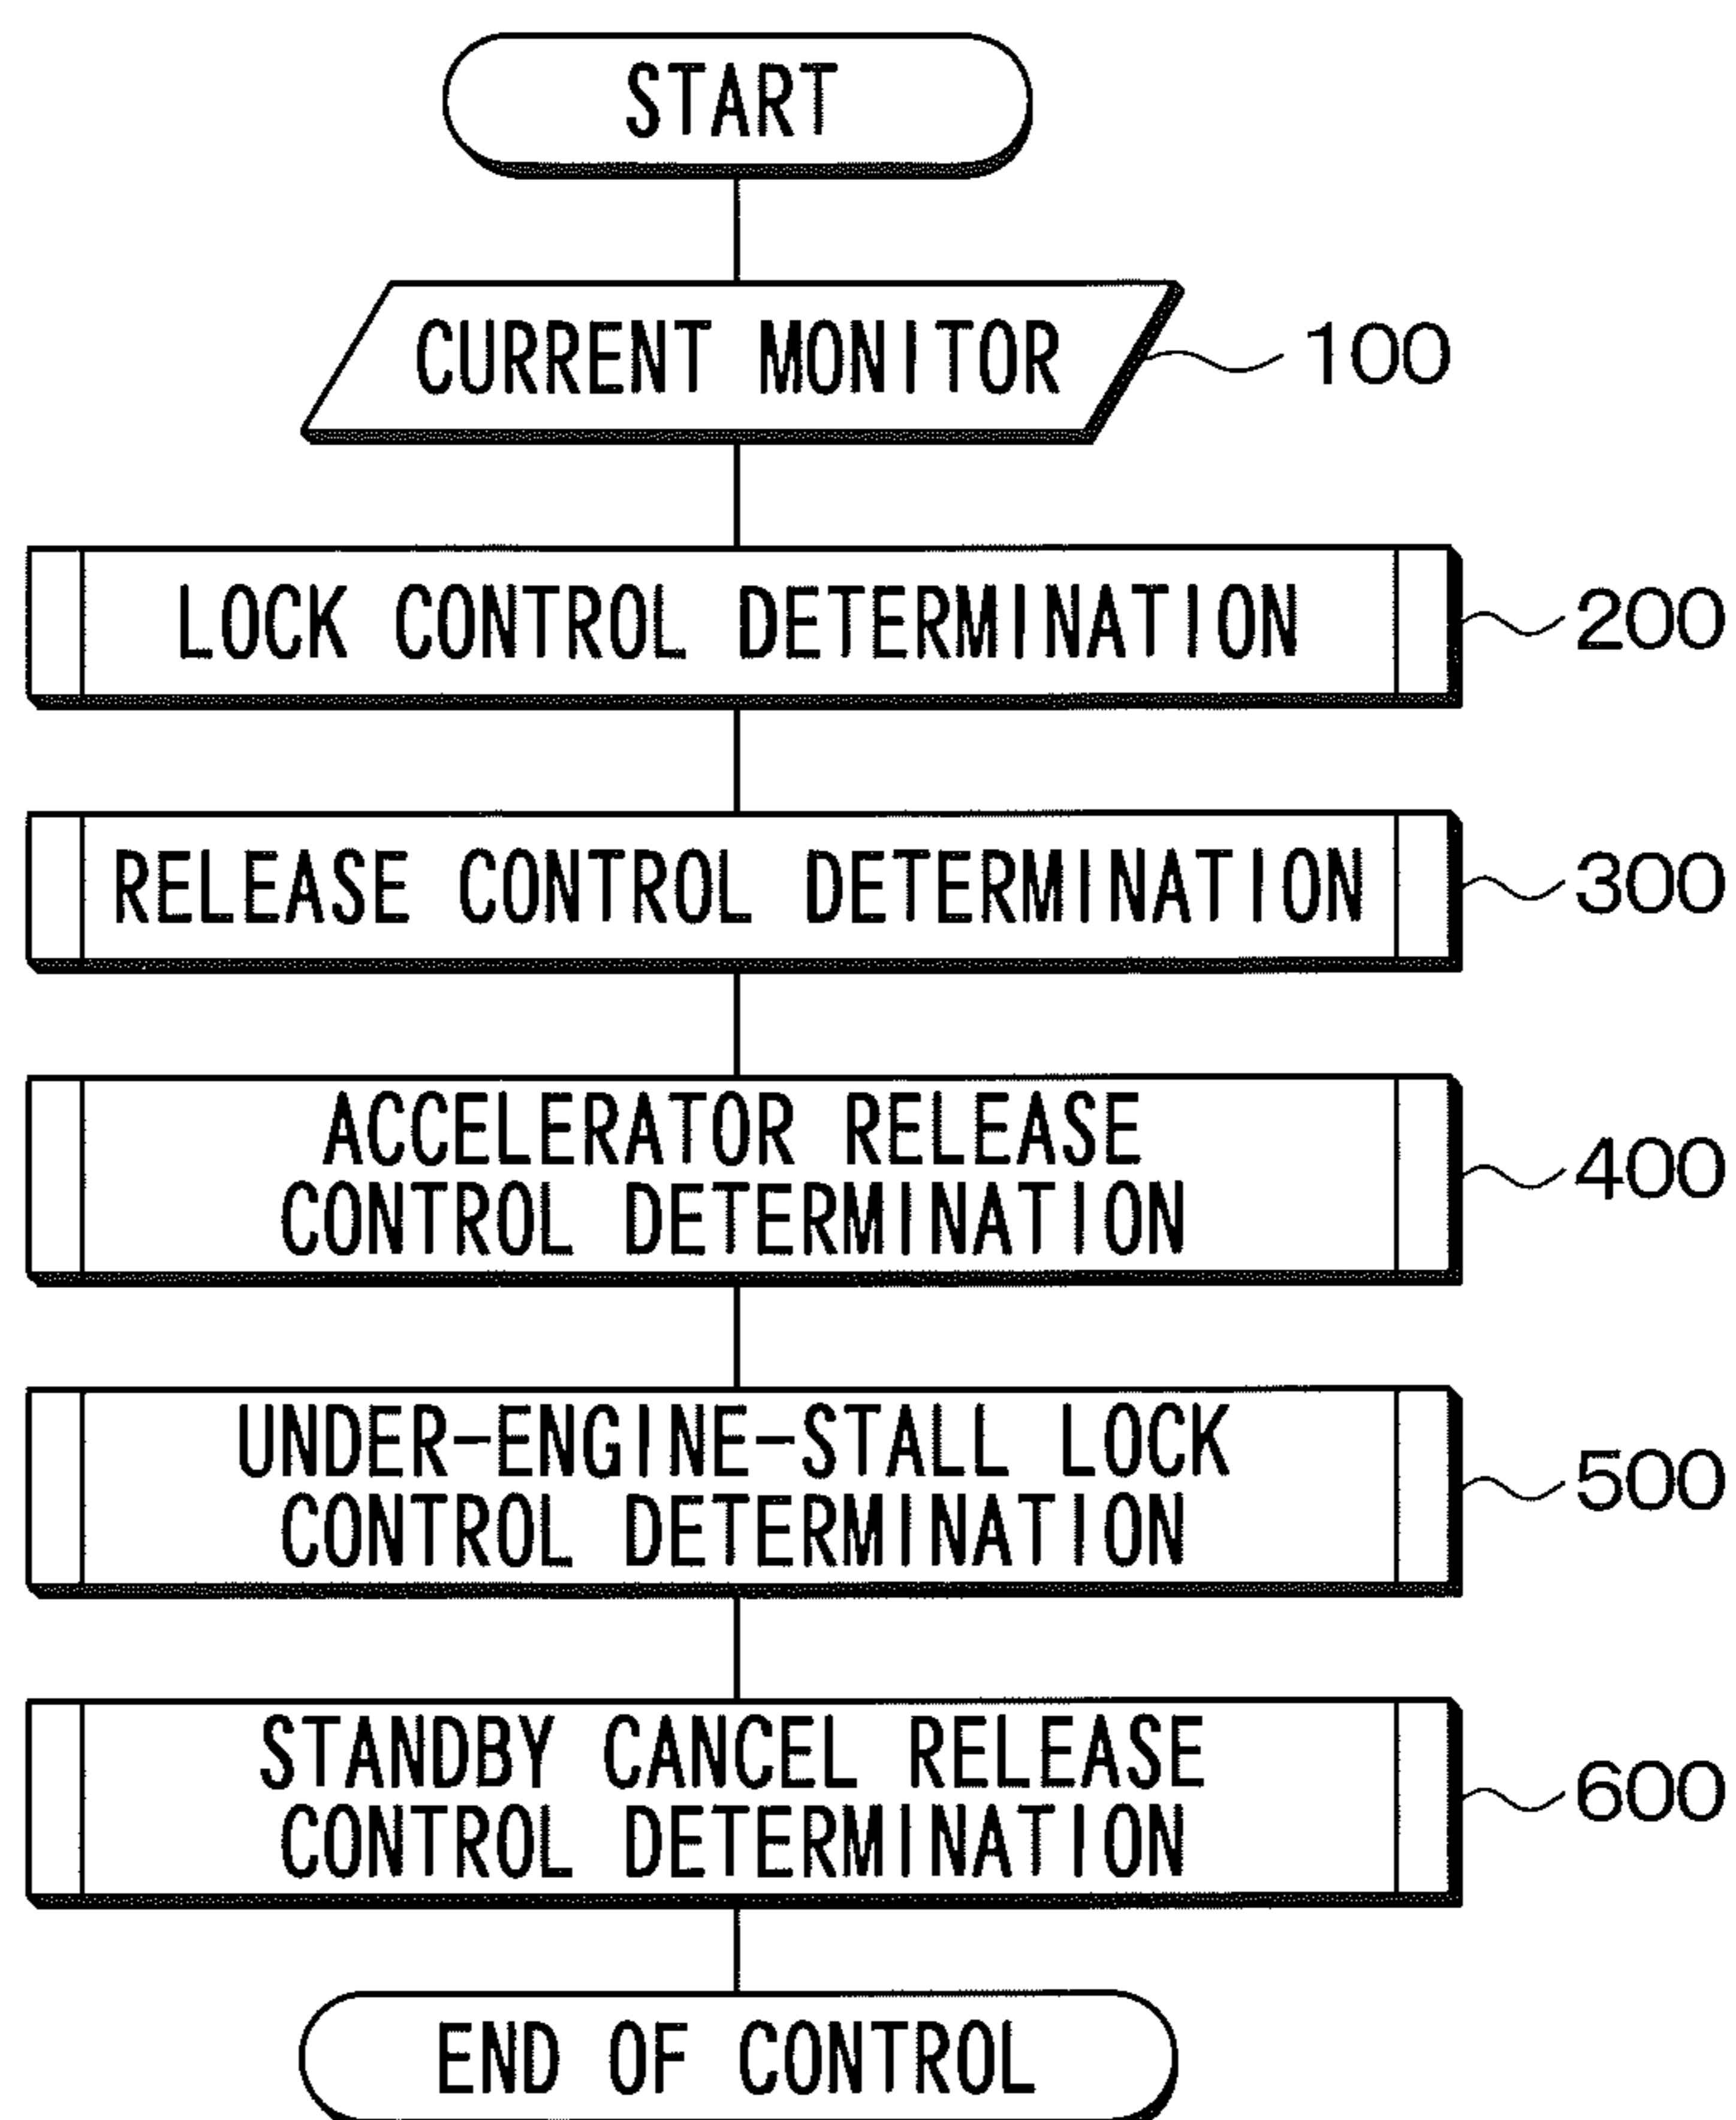 START
CURRENT MONITOR
100
LOCK CONTROL DETERMINATION
200
RELEASE CONTROL DETERMINATION
300
ACCELERATOR RELEASE
CONTROL DETERMINATION
400
UNDER-ENGINE-STALL LOCK
CONTROL DETERMINATION
500
STANDBY CANCEL RELEASE
CONTROL DETERMINATION
600
END OF CONTROL